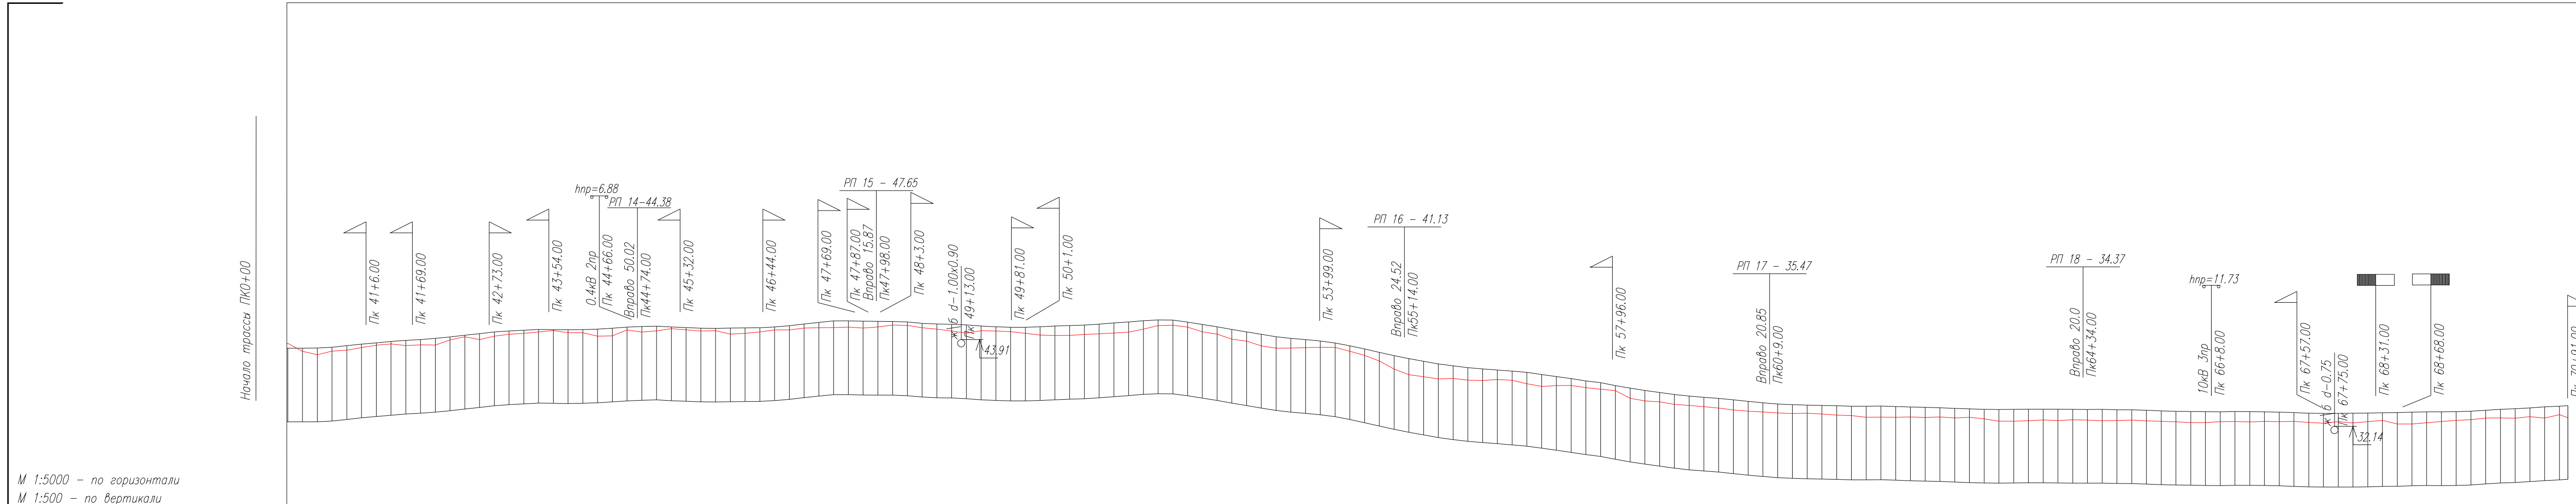 Начало трассы ПК0+00
Пк 41+6.00
Пк 41+69.00
Пк 42+73.00
Пк 43+54.00
hпр=6.88
0.4кВ 2пр
Пк 44+66.00
РП 14-44.38
Вправо 50.02
Пк44+74.00
Пк 45+32.00
Пк 46+44.00
Пк 47+69.00
Пк 47+87.00
РП 15 - 47.65
Вправо 15.87
Пк47+98.00
Пк 48+3.00
ж/б d-1.00x0.90
Пк 49+13.00
43.91
Пк 49+81.00
Пк 50+1.00
Пк 53+99.00
РП 16 - 41.13
Вправо 24.52
Пк55+14.00
Пк 57+96.00
РП 17 - 35.47
Вправо 20.85
Пк60+9.00
РП 18 - 34.37
Вправо 20.0
Пк64+34.00
hпр=11.73
10кВ 3пр
Пк 66+8.00
Пк 67+57.00
ж/б d-0.75
Пк 67+75.00
32.14
Пк 68+31.00
Пк 68+68.00
Пк 70+91.00
М 1:5000 - по горизонтали
М 1:500 - по вертикали